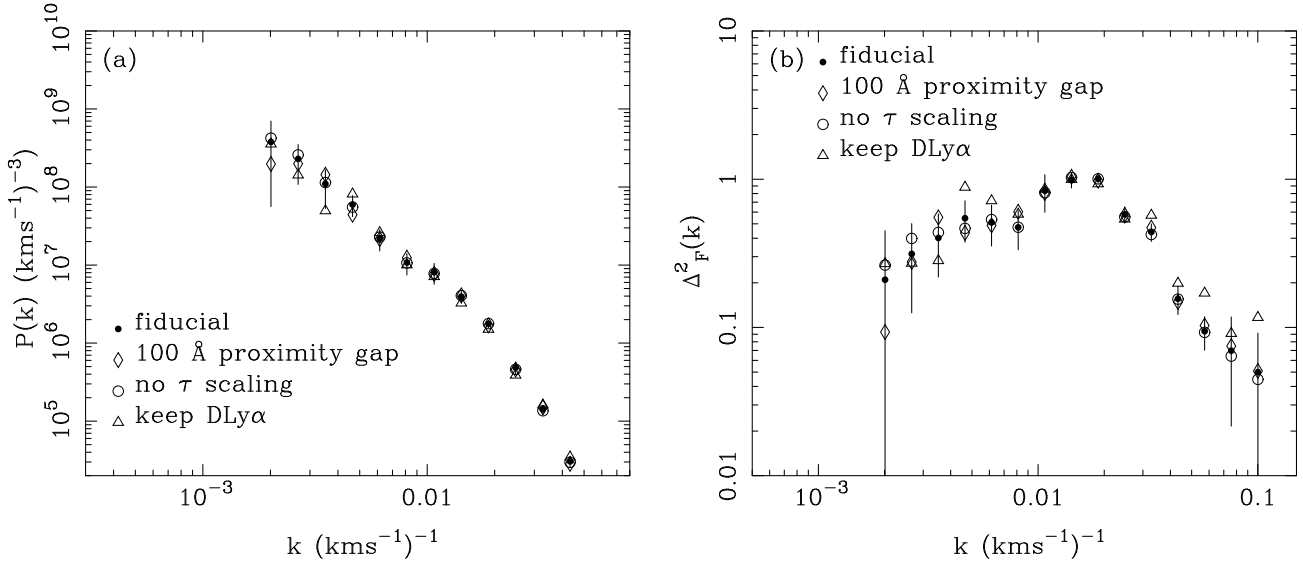 (a)
fiducial
100 Å proximity gap
no τ scaling
keep DLyα
P(k) (kms⁻¹)⁻³
10¹⁰
10⁹
10⁸
10⁷
10⁶
10⁵
10⁻³
0.01
k (kms⁻¹)⁻¹
(b)
fiducial
100 Å proximity gap
no τ scaling
keep DLyα
Δ²F(k)
10
1
0.1
0.01
10⁻³
0.01
0.1
k (kms⁻¹)⁻¹